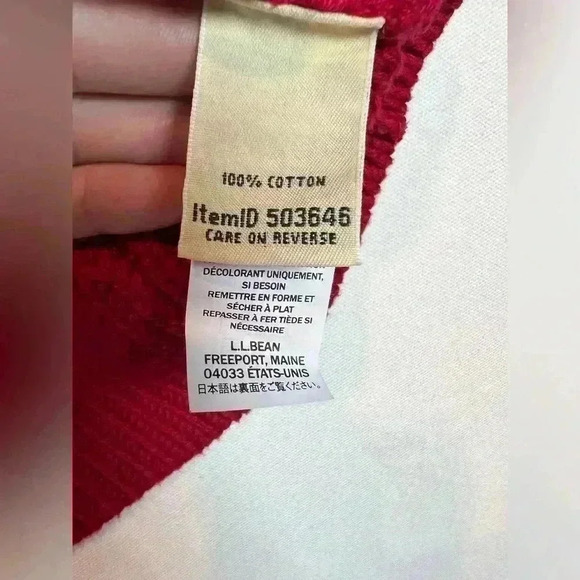 100% COTTON
ItemID 503646
CARE ON REVERSE
DÉCOLORANT UNIQUEMENT,
SI BESOIN
REMETTRE EN FORME ET
SÉCHER À PLAT
REPASSER À FER TIÈDE SI
NÉCESSAIRE
L.L.BEAN
FREEPORT, MAINE
04033 ÉTATS-UNIS
日本語は裏面をご覧ください。